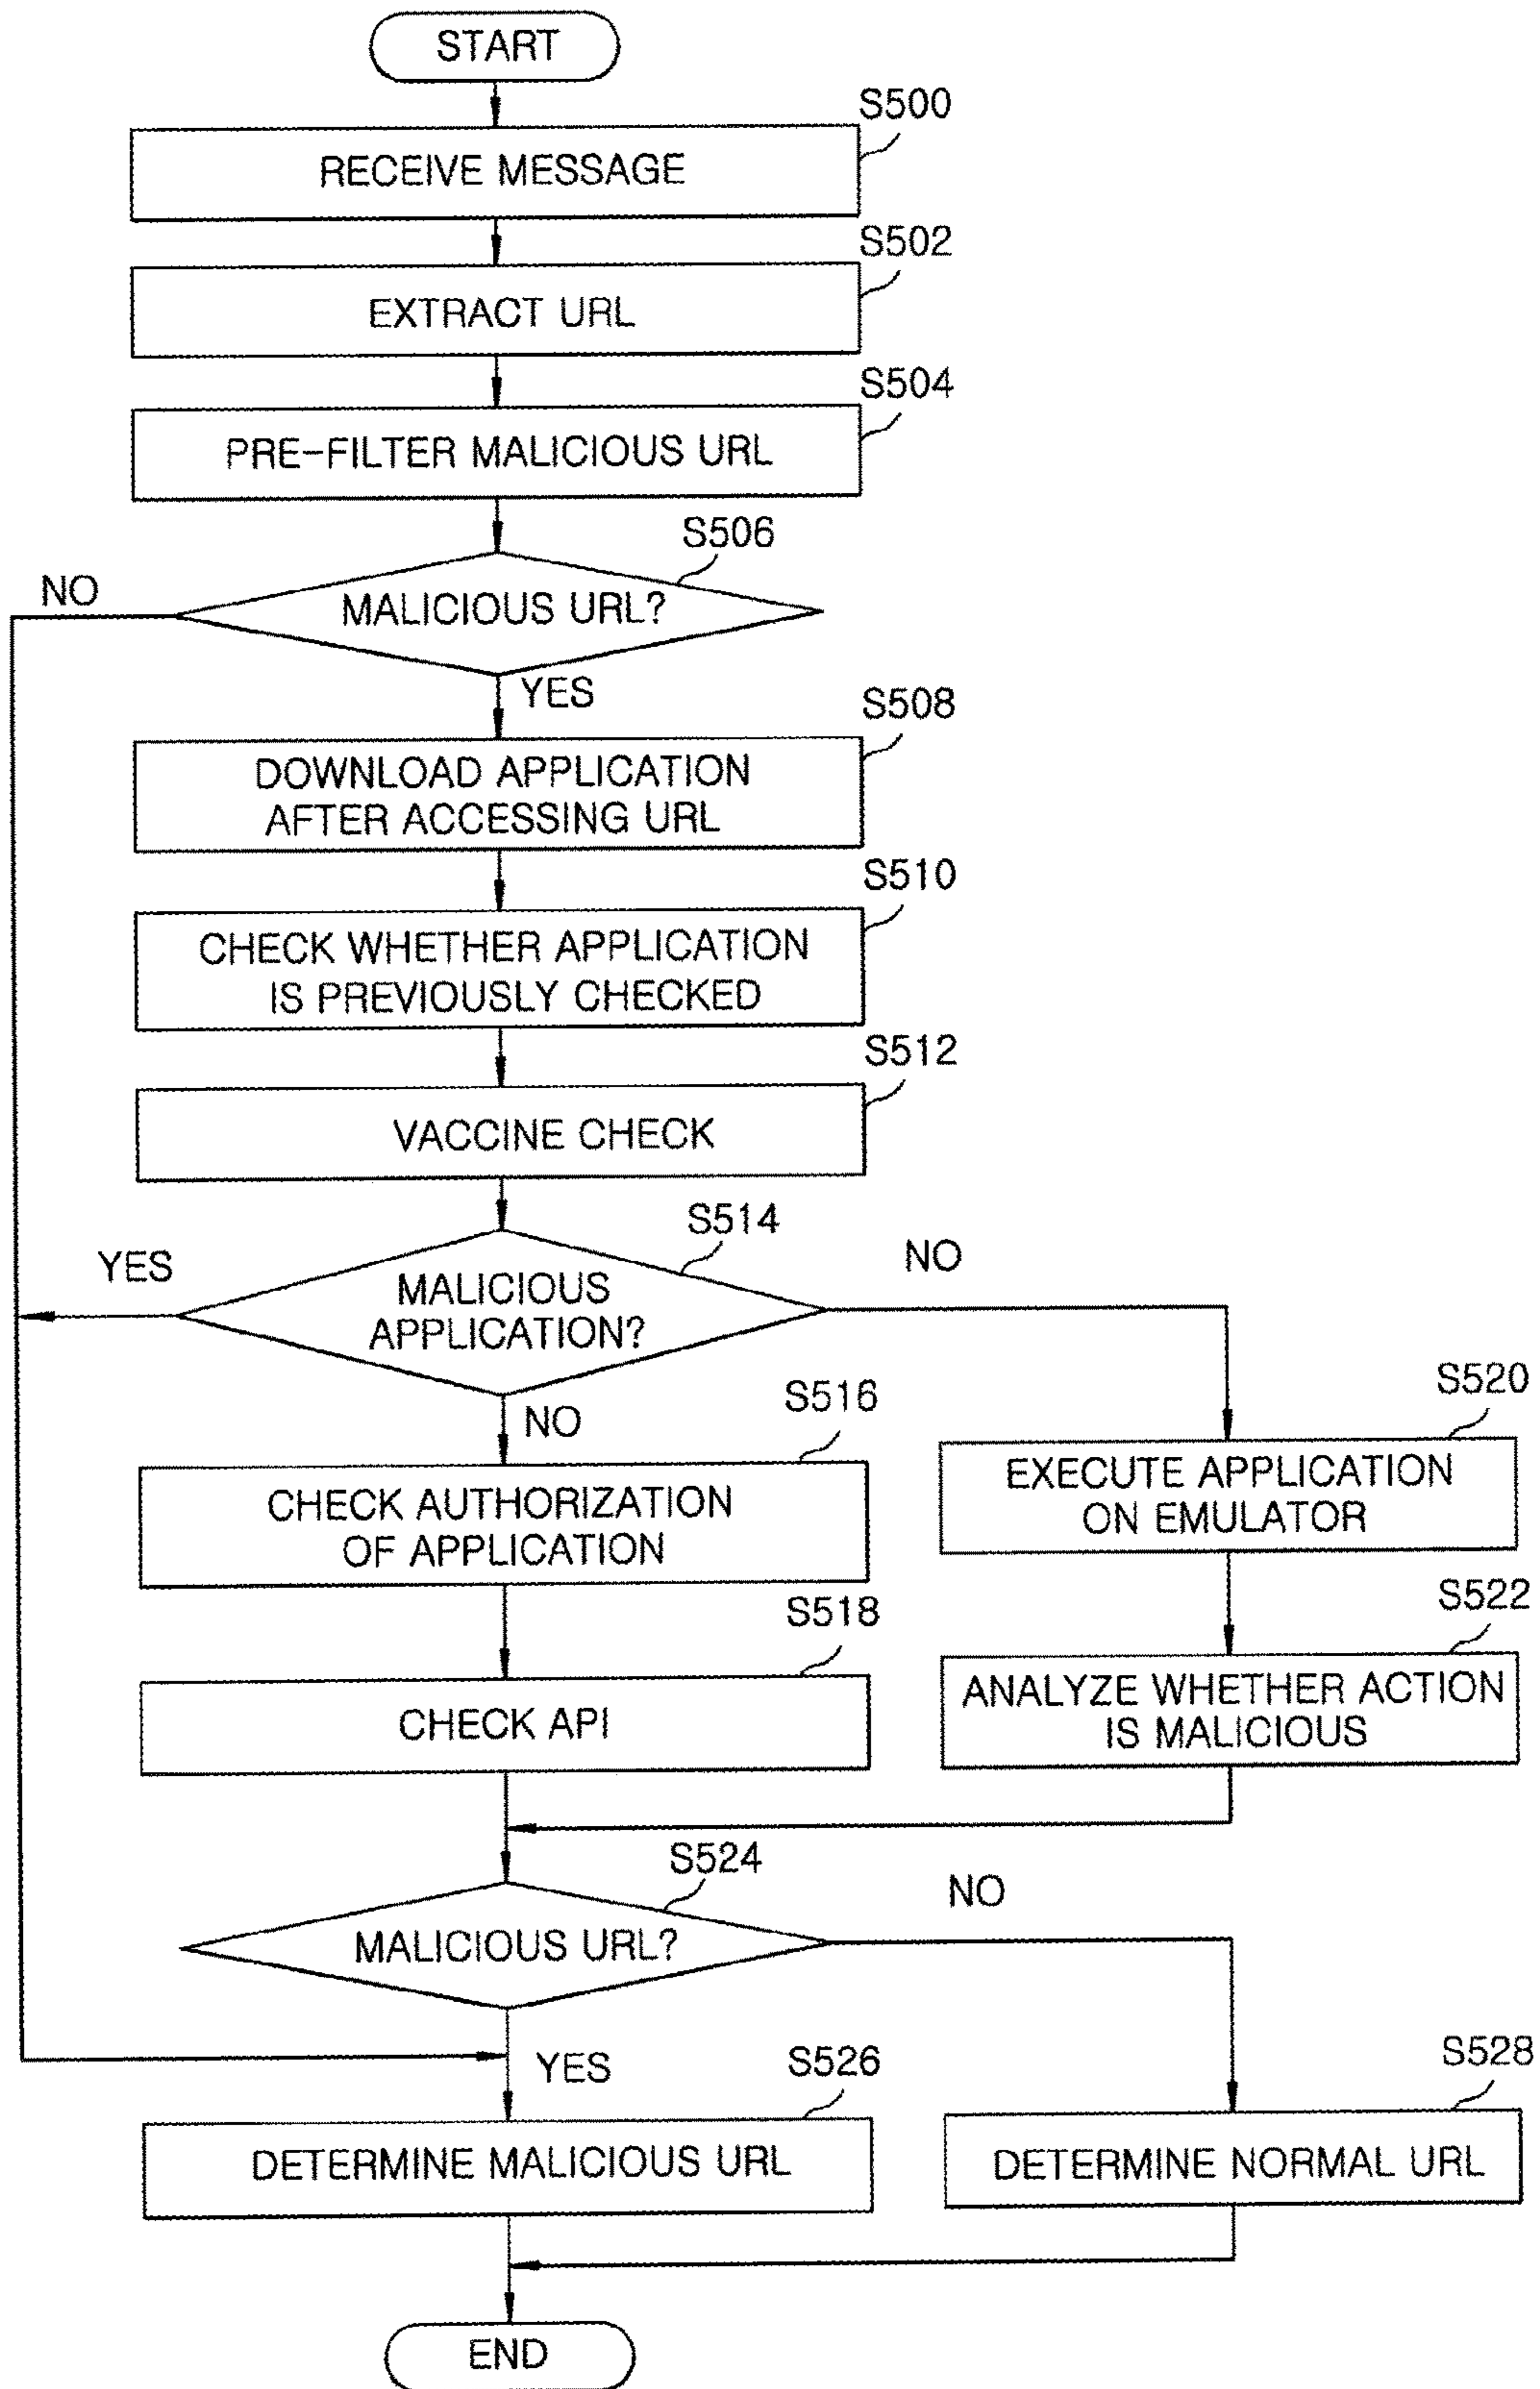 START
S500
RECEIVE MESSAGE
S502
EXTRACT URL
S504
PRE-FILTER MALICIOUS URL
S506
NO
MALICIOUS URL?
YES
S508
DOWNLOAD APPLICATION
AFTER ACCESSING URL
S510
CHECK WHETHER APPLICATION
IS PREVIOUSLY CHECKED
S512
VACCINE CHECK
S514
YES
NO
MALICIOUS
APPLICATION?
NO
S516
CHECK AUTHORIZATION
OF APPLICATION
S520
EXECUTE APPLICATION
ON EMULATOR
S518
CHECK API
S522
ANALYZE WHETHER ACTION
IS MALICIOUS
S524
NO
MALICIOUS URL?
YES
S526
DETERMINE MALICIOUS URL
S528
DETERMINE NORMAL URL
END